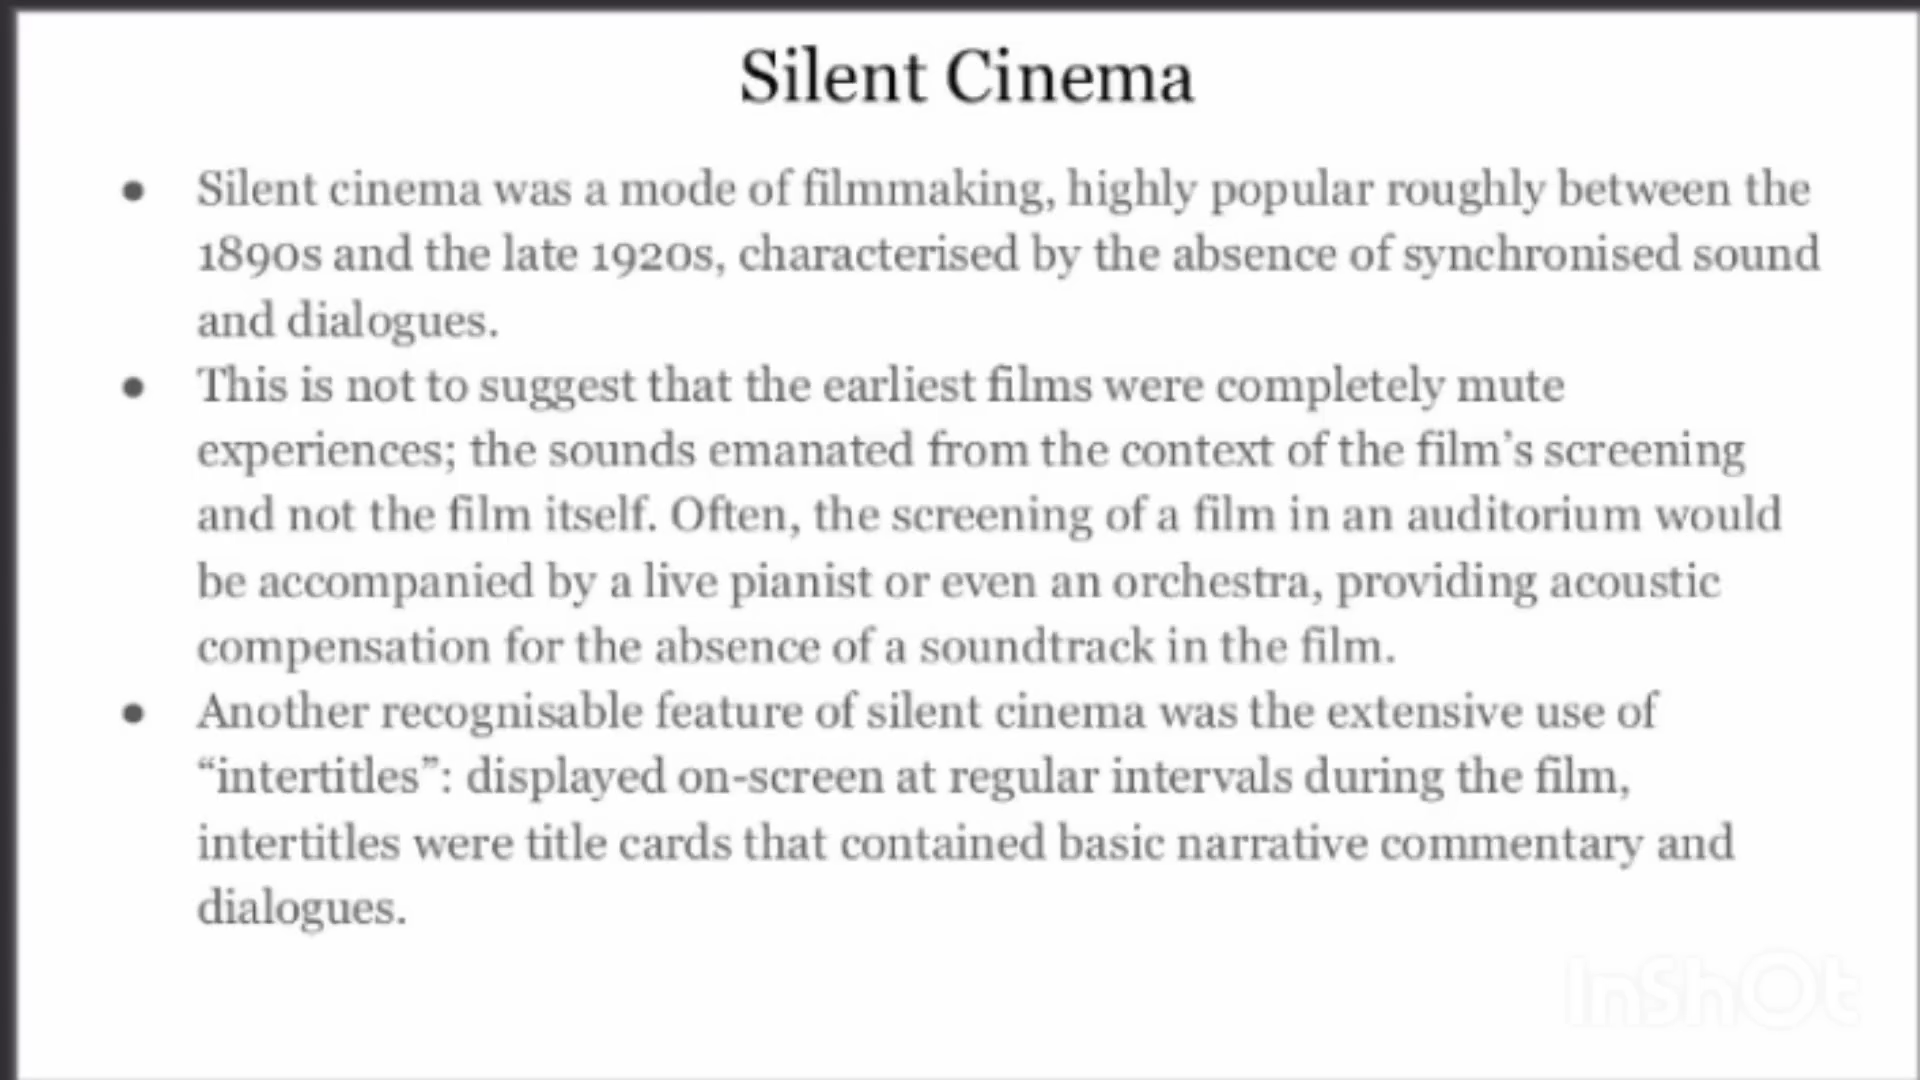 Silent Cinema
● Silent cinema was a mode of filmmaking, highly popular roughly between the
1890s and the late 1920s, characterised by the absence of synchronised sound
and dialogues.
● This is not to suggest that the earliest films were completely mute
experiences; the sounds emanated from the context of the film’s screening
and not the film itself. Often, the screening of a film in an auditorium would
be accompanied by a live pianist or even an orchestra, providing acoustic
compensation for the absence of a soundtrack in the film.
● Another recognisable feature of silent cinema was the extensive use of
“intertitles”: displayed on-screen at regular intervals during the film,
intertitles were title cards that contained basic narrative commentary and
dialogues.
InShOt